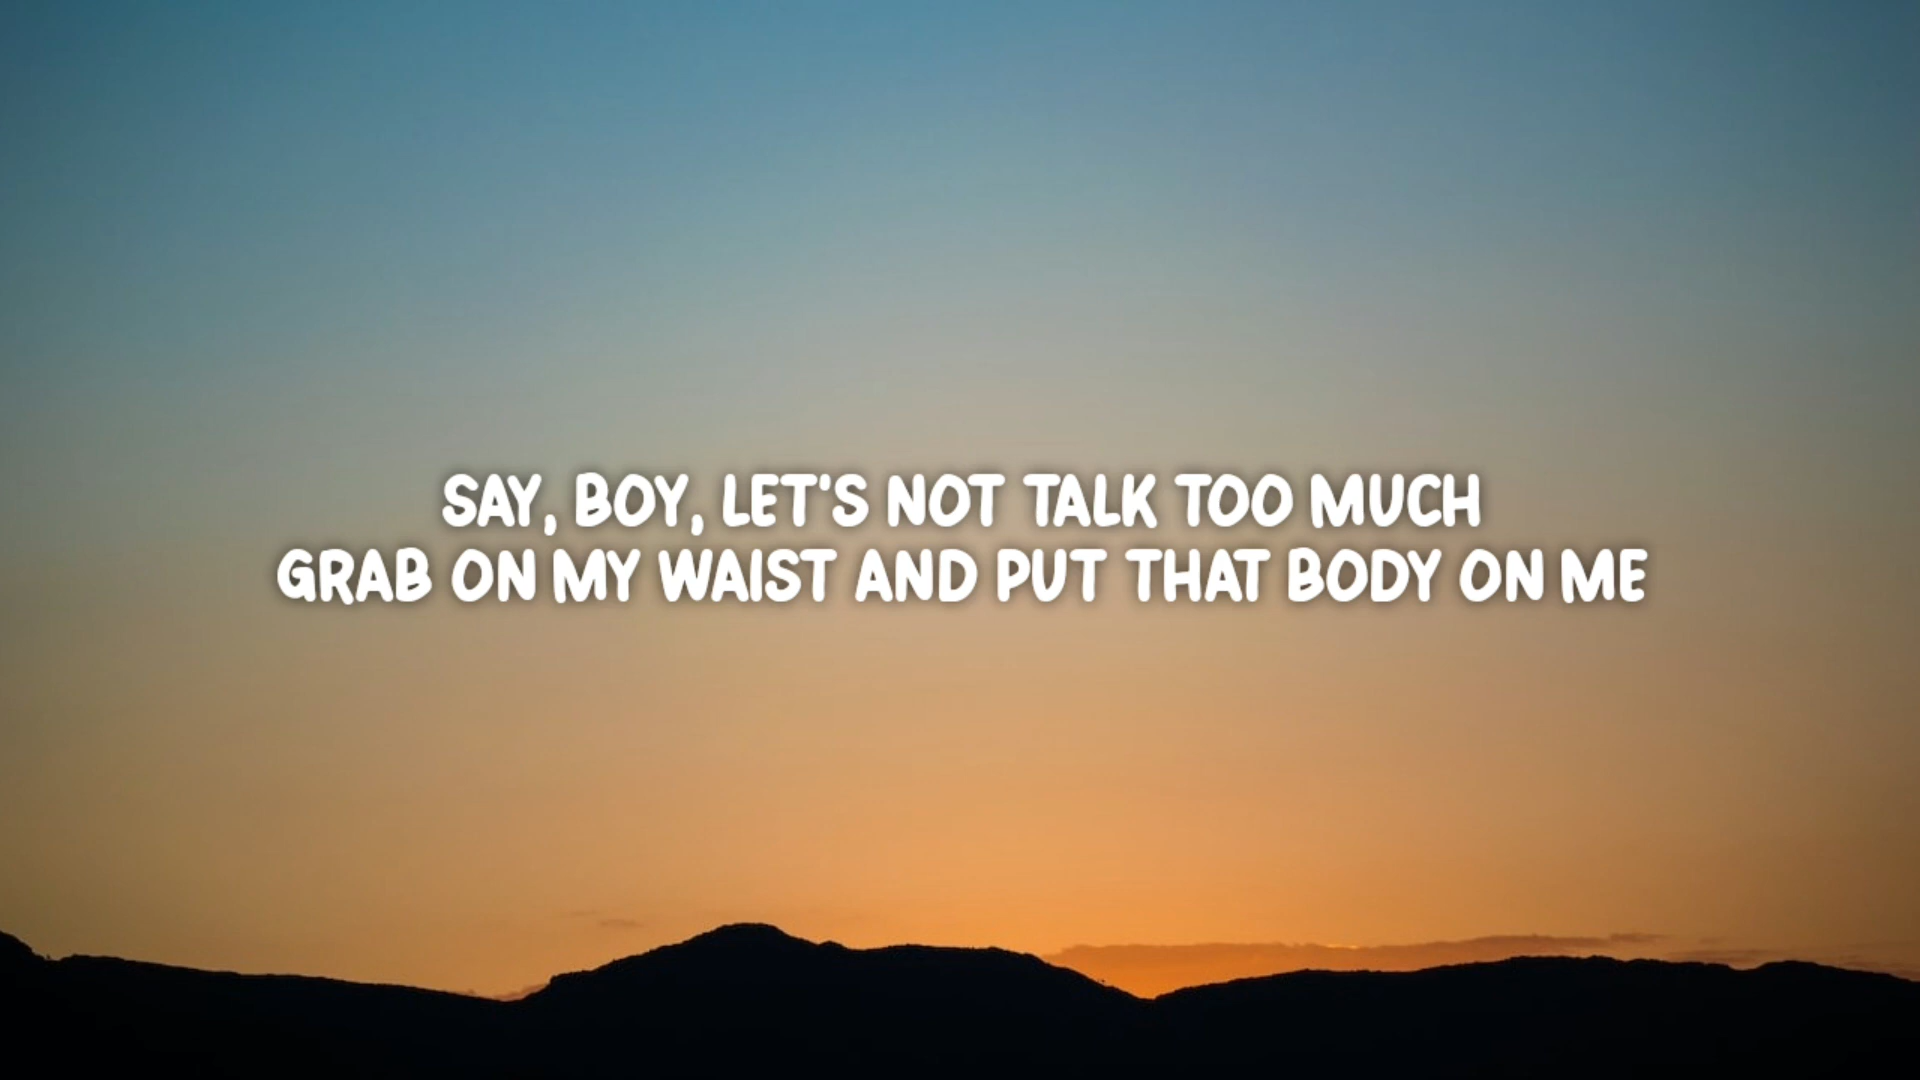 SAY, BOY, LET'S NOT TALK TOO MUCH
GRAB ON MY WAIST AND PUT THAT BODY ON ME